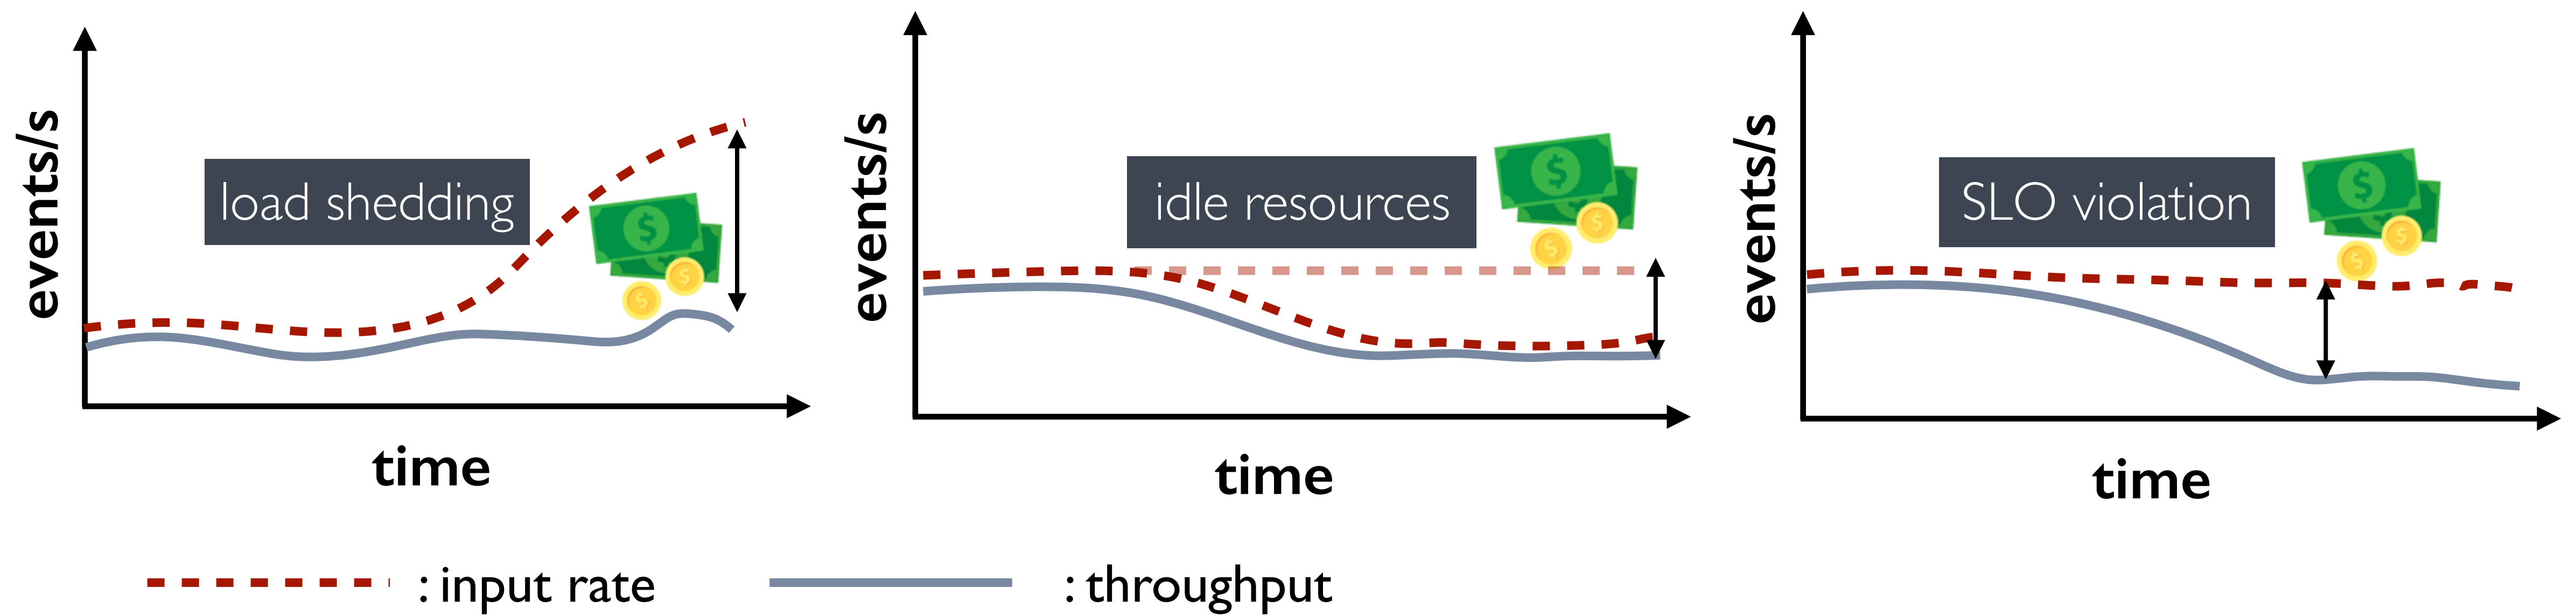 events/s
load shedding
$
$
$
time
events/s
idle resources
$
$
$
time
events/s
SLO violation
$
$
$
time
: input rate
: throughput